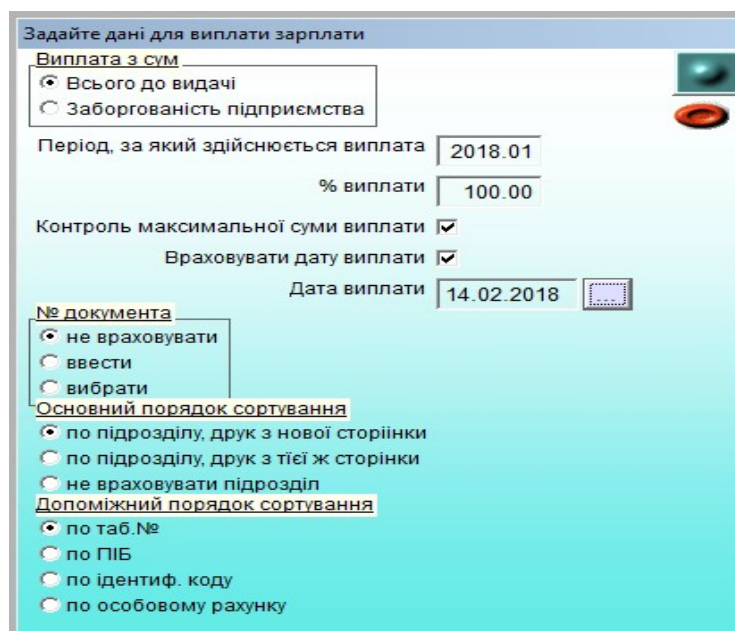 Задайте дані для виплати зарплати
Виплата з сум
Всього до видачі
Заборгованість підприємства
Період, за який здійснюється виплата 2018.01
% виплати 100.00
Контроль максимальної суми виплати
Враховувати дату виплати
Дата виплати 14.02.2018 ...
№ документа
не враховувати
ввести
вибрати
Основний порядок сортування
по підрозділу, друк з нової сторіінки
по підрозділу, друк з тієї ж сторінки
не враховувати підрозділ
Допоміжний порядок сортування
по таб.№
по ПІБ
по ідентиф. коду
по особовому рахунку